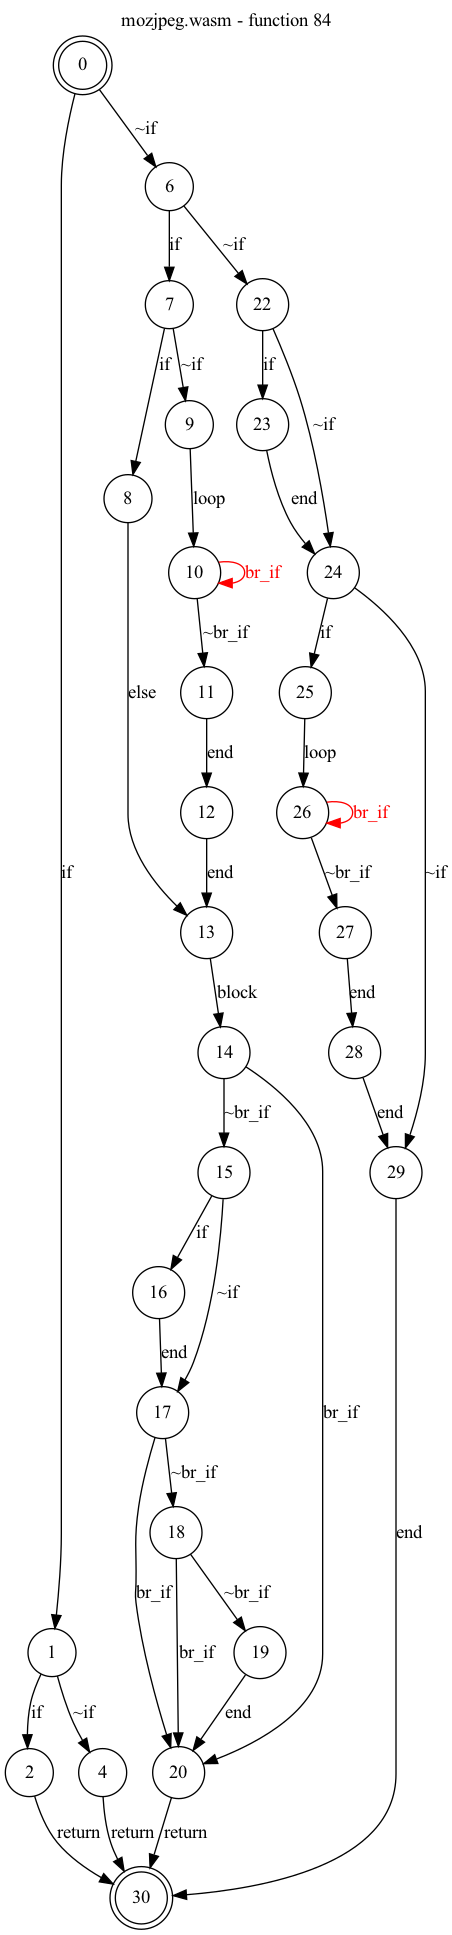 mozjpeg.wasm - function 84
0
~if
6
if
~if
7
22
if
~if
if
9
23
~if
8
loop
end
10
br_if
24
~br_if
if
else
11
25
end
loop
12
26
br_if
if
end
~br_if
~if
13
27
block
end
14
28
~br_if
end
15
29
if
~if
16
end
17
br_if
~br_if
18
end
br_if
br_if
~br_if
1
19
if
~if
end
2
4
20
return
return
return
30